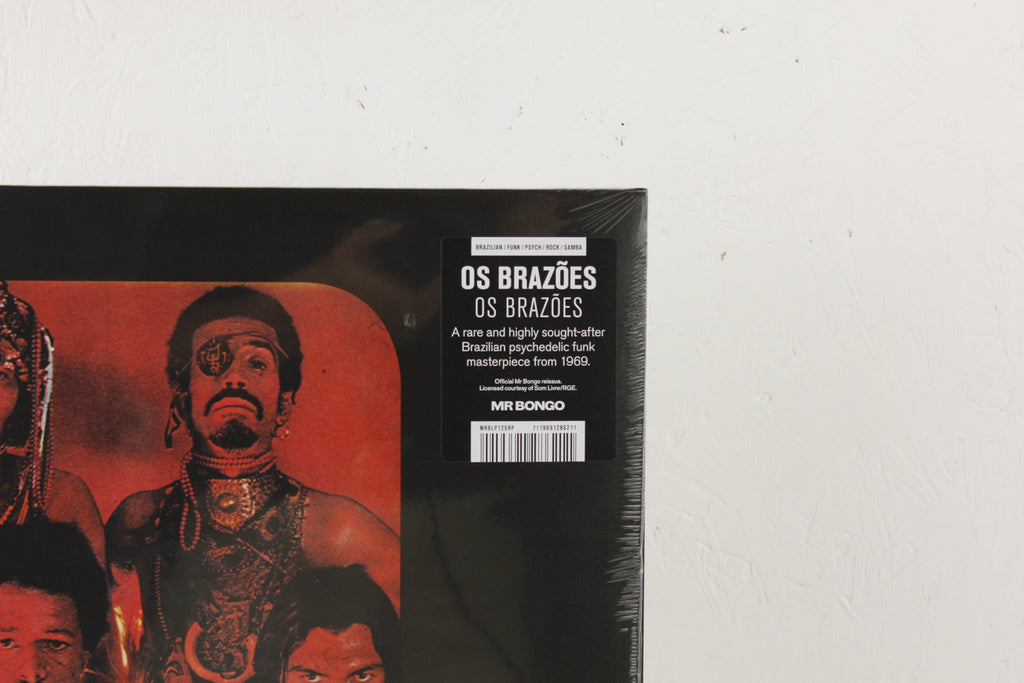 BRAZILIAN / FUNK / PSYCH / ROCK / SAMBA
OS BRAZÕES
OS BRAZÕES
A rare and highly sought-after
Brazilian psychedelic funk
masterpiece from 1969.
Official Mr Bongo reissue.
Licensed courtesy of Som Livre/RGE.
MR BONGO
MRBLP125RP 7119691286211